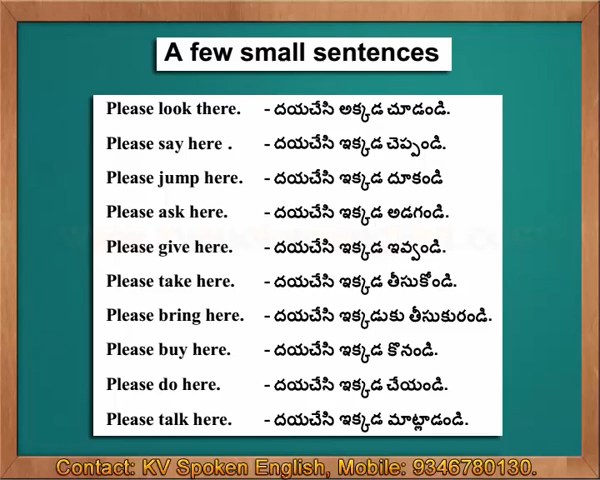 A few small sentences
Please look there. - దయచేసి అక్కడ చూడండి.
Please say here . - దయచేసి ఇక్కడ చెప్పండి.
Please jump here. - దయచేసి ఇక్కడ దూకండి
Please ask here. - దయచేసి ఇక్కడ అడగండి.
Please give here. - దయచేసి ఇక్కడ ఇవ్వండి.
Please take here. - దయచేసి ఇక్కడ తీసుకోండి.
Please bring here. - దయచేసి ఇక్కడుకు తీసుకురండి.
Please buy here. - దయచేసి ఇక్కడ కొనండి.
Please do here. - దయచేసి ఇక్కడ చేయండి.
Please talk here. - దయచేసి ఇక్కడ మాట్లాడండి.
Contact: KV Spoken English, Mobile: 9346780130.